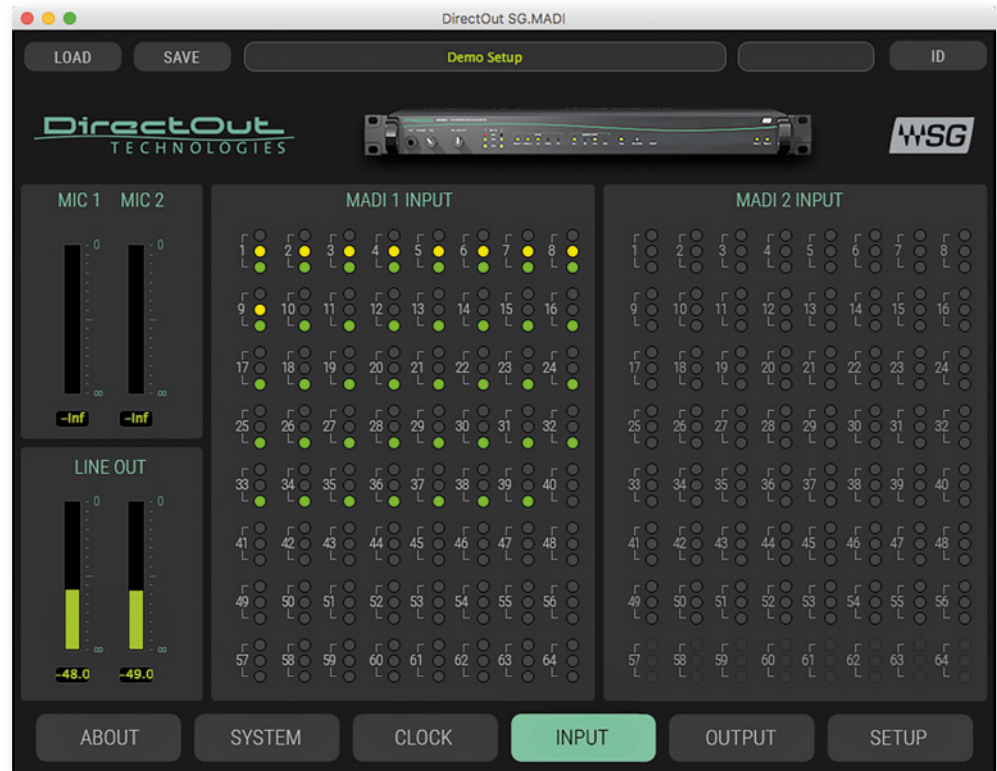 DirectOut SG.MADI
LOAD SAVE Demo Setup ID
DirectOut
TECHNOLOGIES
WSG
MIC 1 MIC 2
0 0
∞ ∞
-Inf -Inf
LINE OUT
0 0
∞ ∞
-48.0 -49.0
MADI 1 INPUT
1 2 3 4 5 6 7 8
9 10 11 12 13 14 15 16
17 18 19 20 21 22 23 24
25 26 27 28 29 30 31 32
33 34 35 36 37 38 39 40
41 42 43 44 45 46 47 48
49 50 51 52 53 54 55 56
57 58 59 60 61 62 63 64
MADI 2 INPUT
1 2 3 4 5 6 7 8
9 10 11 12 13 14 15 16
17 18 19 20 21 22 23 24
25 26 27 28 29 30 31 32
33 34 35 36 37 38 39 40
41 42 43 44 45 46 47 48
49 50 51 52 53 54 55 56
57 58 59 60 61 62 63 64
ABOUT SYSTEM CLOCK INPUT OUTPUT SETUP